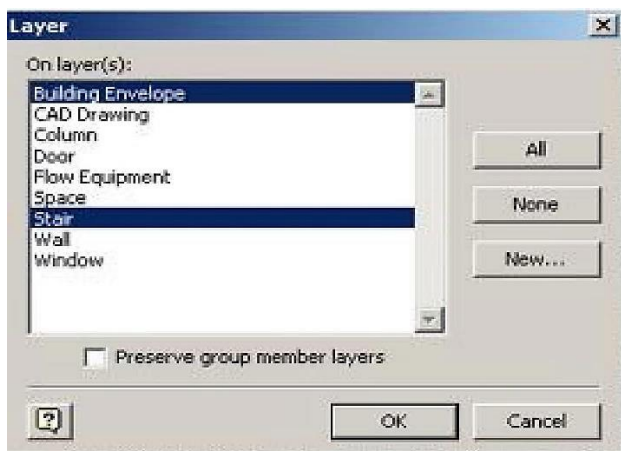 Layer
On layer(s):
Building Envelope
CAD Drawing
Column
Door
Flow Equipment
Space
Stair
Wall
Window
All
None
New...
Preserve group member layers
OK
Cancel